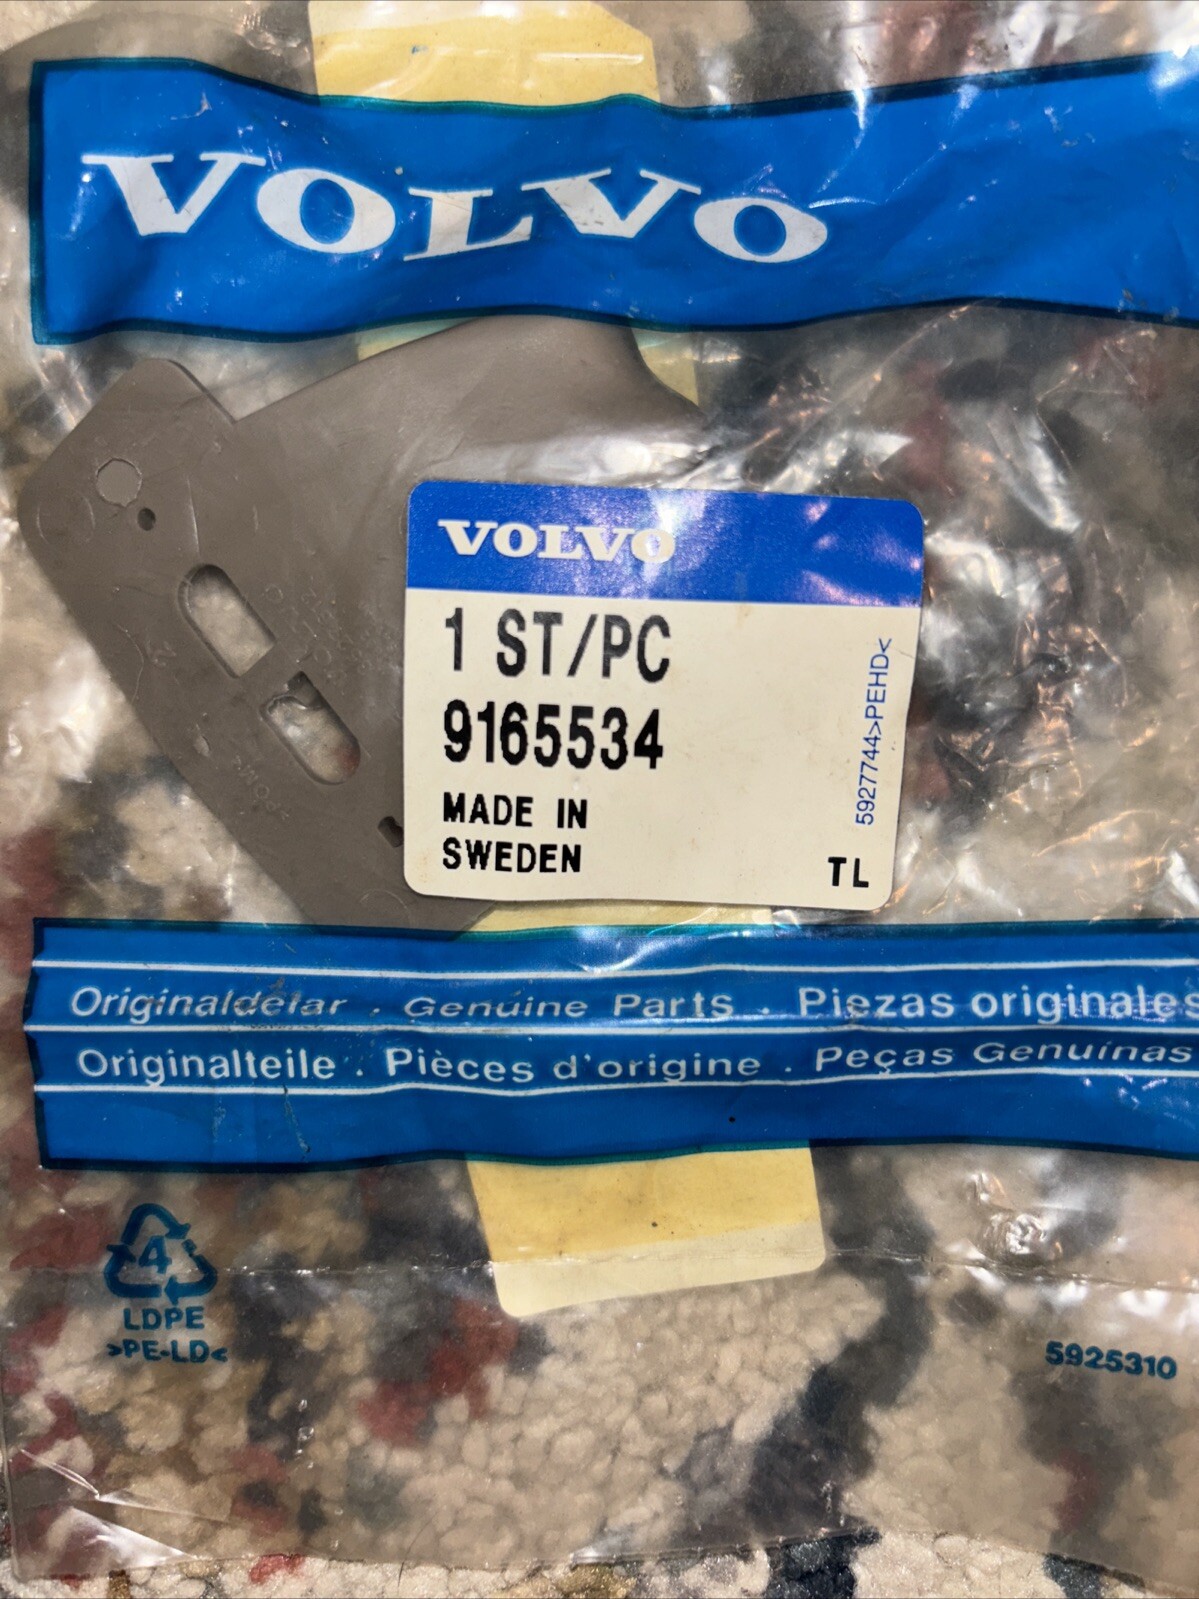 VOLVO
VOLVO
1 ST/PC
9165534
MADE IN
SWEDEN
TL
5927744>PEHD<
Originaldelar . Genuine Parts . Piezas originales
Originalteile . Pièces d'origine . Peças Genuínas
4
LDPE
>PE-LD<
5925310